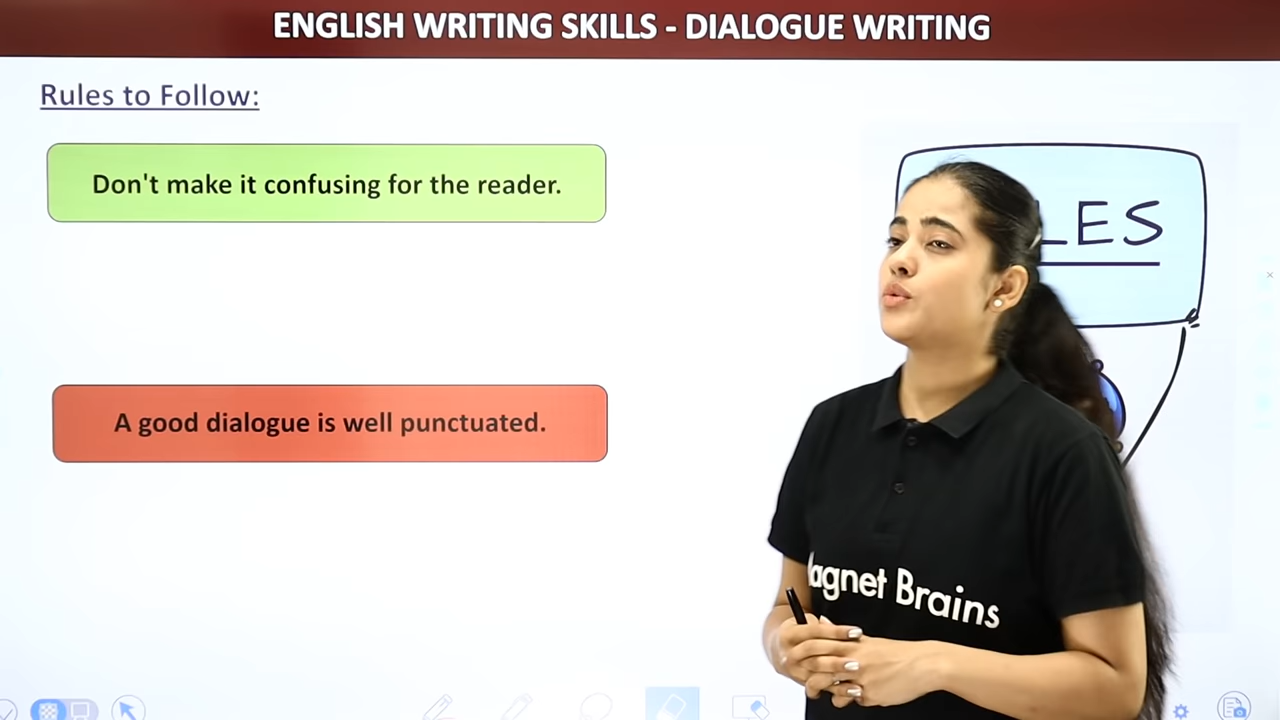 ENGLISH WRITING SKILLS - DIALOGUE WRITING
Rules to Follow:
Don't make it confusing for the reader.
LES
A good dialogue is well punctuated.
agnet Brains